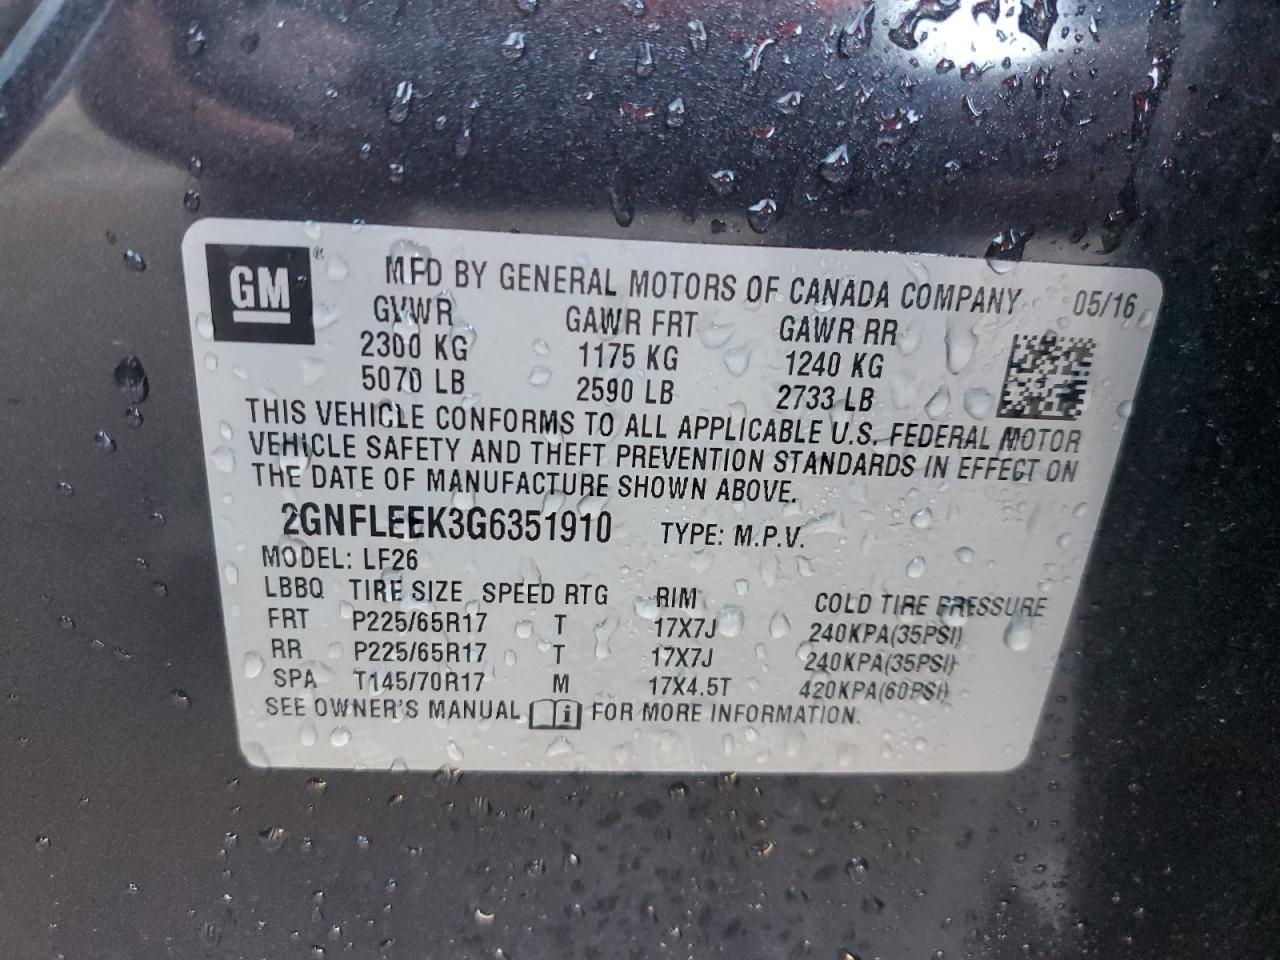 GM ®
MFD BY GENERAL MOTORS OF CANADA COMPANY 05/16
GVWR GAWR FRT GAWR RR
2300 KG 1175 KG 1240 KG
5070 LB 2590 LB 2733 LB
THIS VEHICLE CONFORMS TO ALL APPLICABLE U.S. FEDERAL MOTOR
VEHICLE SAFETY AND THEFT PREVENTION STANDARDS IN EFFECT ON
THE DATE OF MANUFACTURE SHOWN ABOVE.
2GNFLEEK3G6351910 TYPE: M.P.V.
MODEL: LF26
LBBQ TIRE SIZE SPEED RTG RIM COLD TIRE PRESSURE
FRT P225/65R17 T 17X7J 240KPA(35PSI)
RR P225/65R17 T 17X7J 240KPA(35PSI)
SPA T145/70R17 M 17X4.5T 420KPA(60PSI)
SEE OWNER'S MANUAL i FOR MORE INFORMATION.